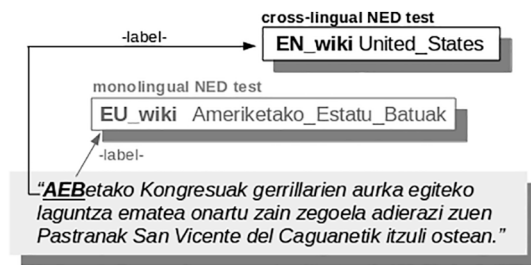 cross-lingual NED test
-label-
EN_wiki United_States
monolingual NED test
EU_wiki Ameriketako_Estatu_Batuak
-label-
“AEBetako Kongresuak gerrillarien aurka egiteko
laguntza ematea onartu zain zegoela adierazi zuen
Pastranak San Vicente del Caguanetik itzuli ostean.”